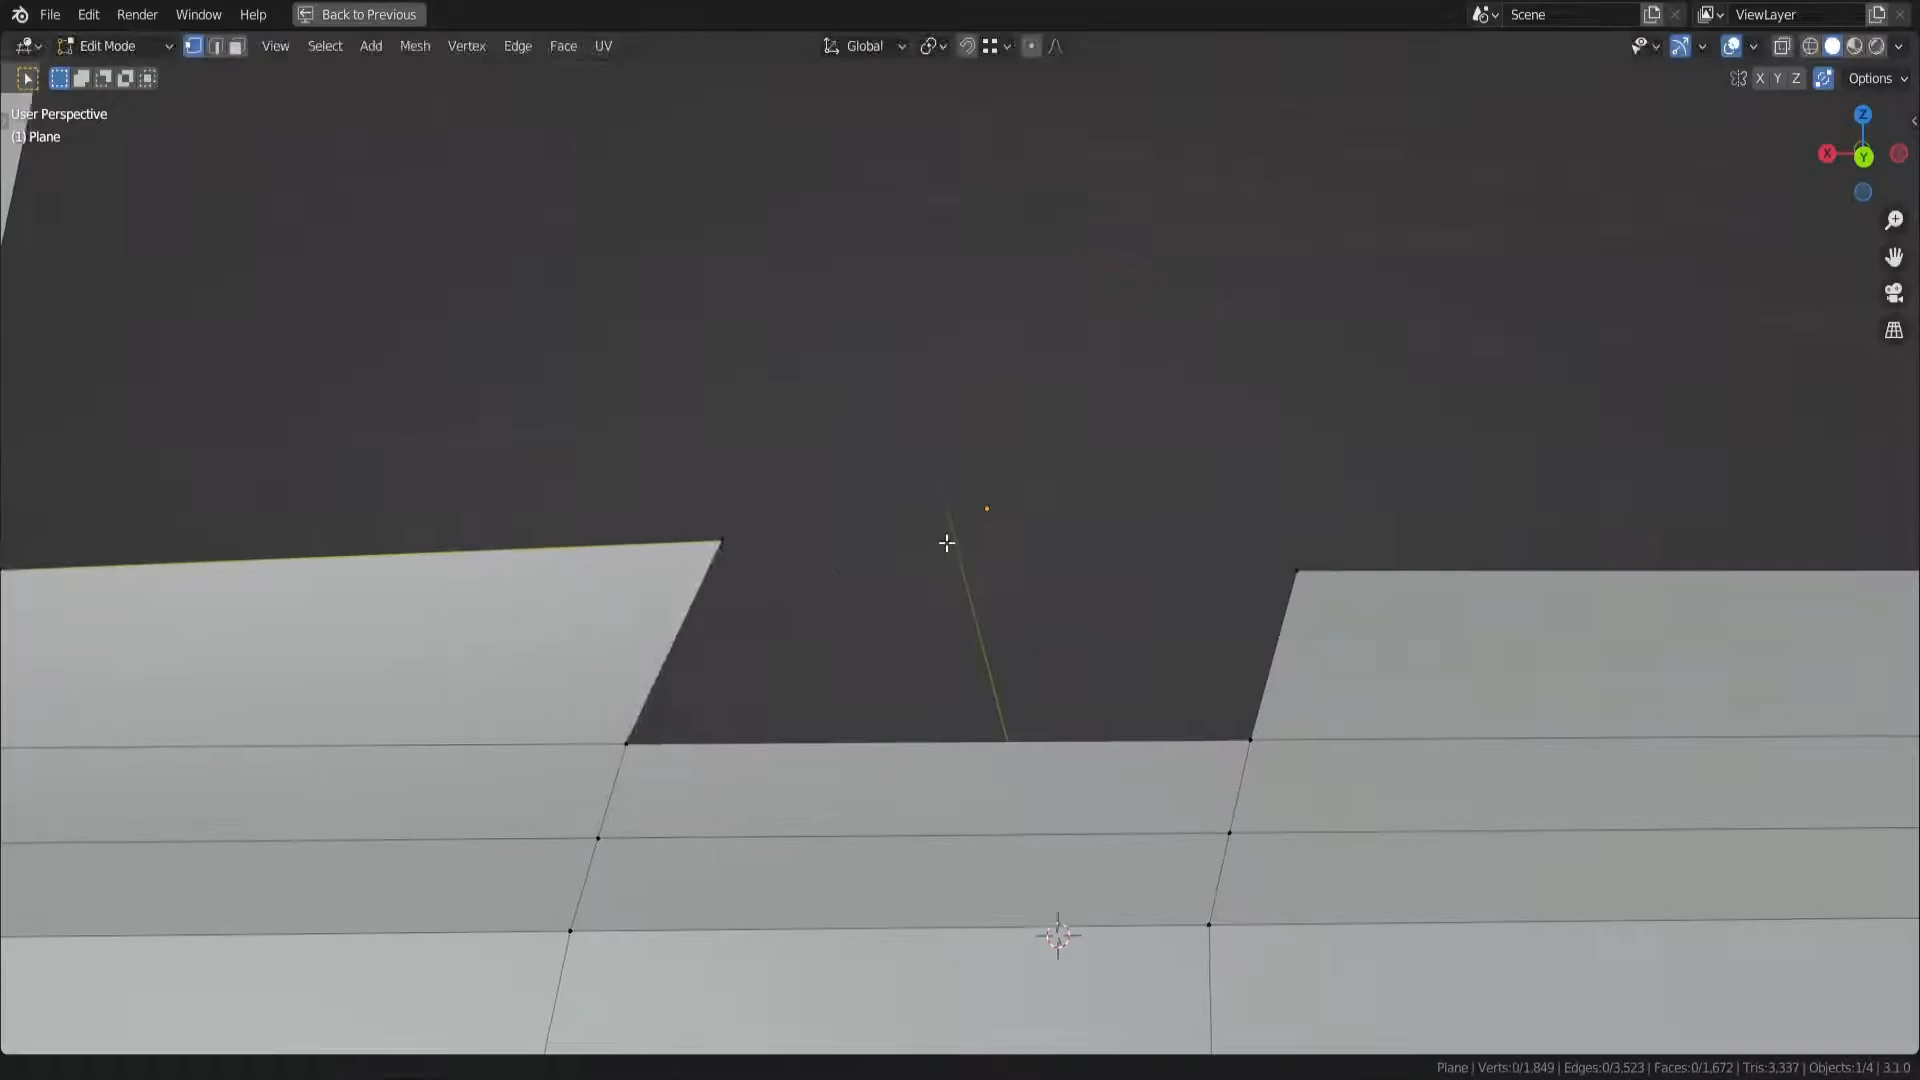 File Edit Render Window Help Back to Previous Scene ViewLayer
Edit Mode View Select Add Mesh Vertex Edge Face UV Global
X Y Z Options
User Perspective
(1) Plane
Z
X
Y
Plane | Verts:0/1,849 | Edges:0/3,523 | Faces:0/1,672 | Tris:3,337 | Objects:1/4 | 3.1.0